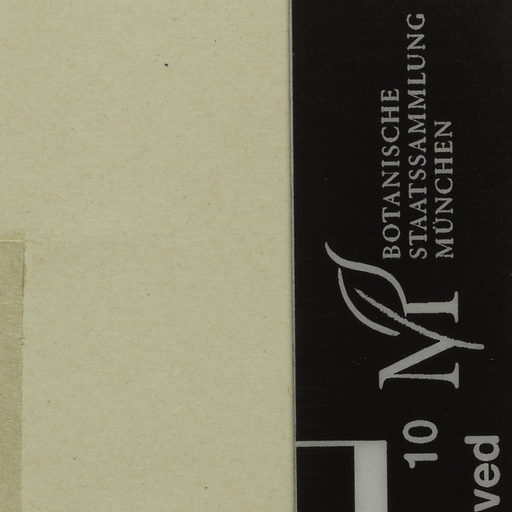 BOTANISCHE
STAATSSAMMLUNG
MÜNCHEN
M
10
ved